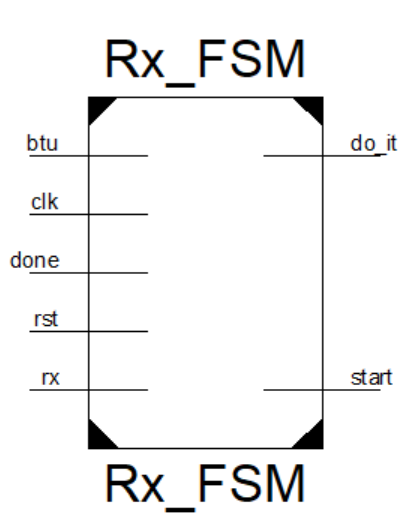 Rx_FSM
btu
do_it
clk
done
rst
rx
start
Rx_FSM